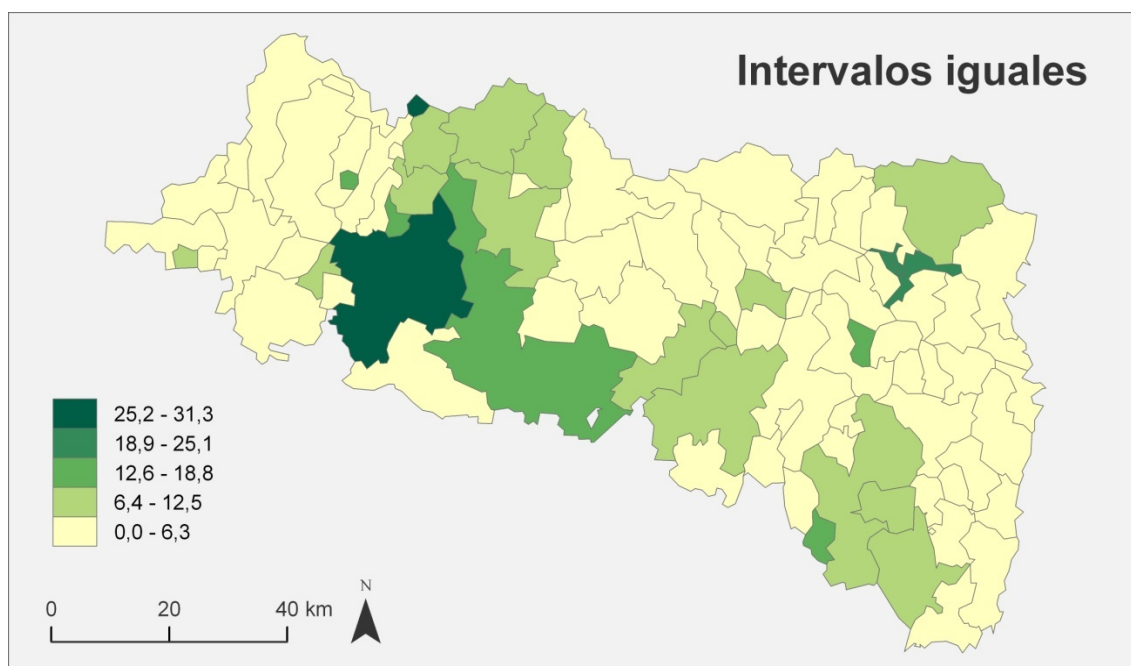 Intervalos iguales
25,2 - 31,3
18,9 - 25,1
12,6 - 18,8
6,4 - 12,5
0,0 - 6,3
0 20 40 km
N